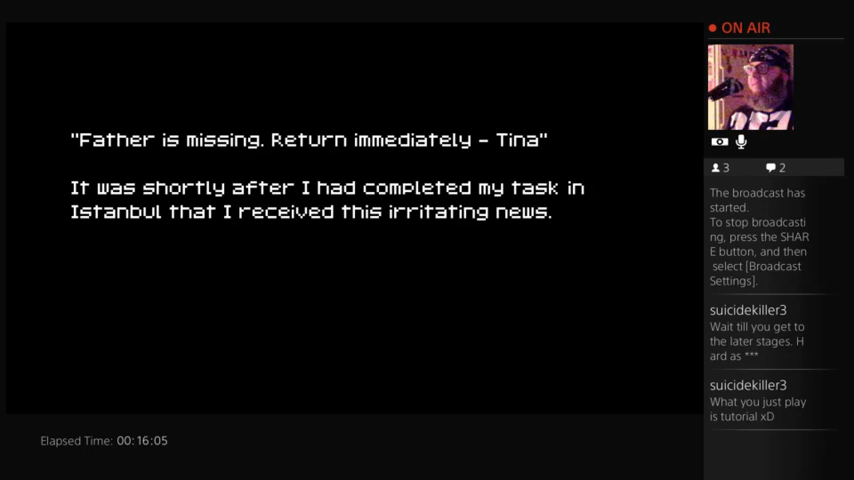 "Father is missing. Return immediately - Tina"
It was shortly after I had completed my task in
Istanbul that I received this irritating news.
Elapsed Time: 00:16:05
ON AIR
3 2
The broadcast has
started.
To stop broadcasti
ng, press the SHAR
E button, and then
select [Broadcast
Settings].
suicidekiller3
Wait till you get to
the later stages. H
ard as ***
suicidekiller3
What you just play
is tutorial xD